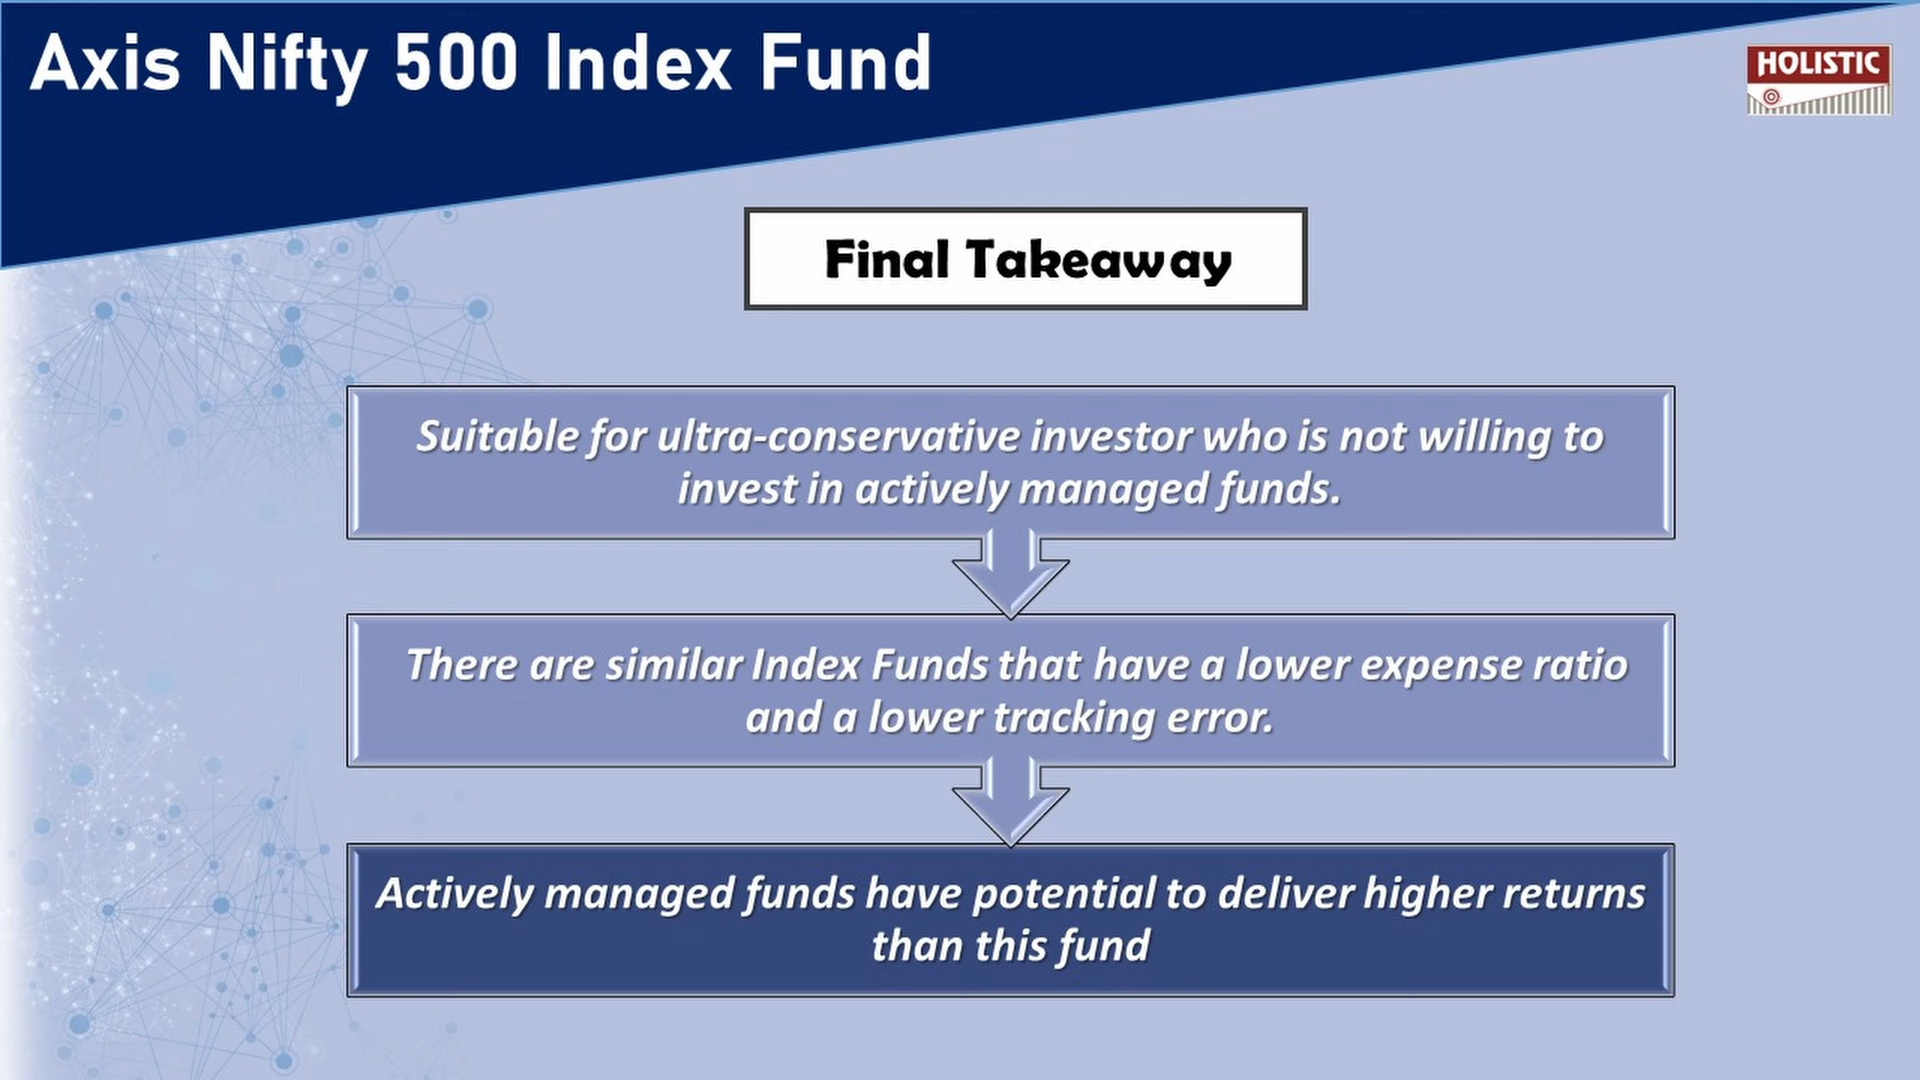 Axis Nifty 500 Index Fund
HOLISTIC
Final Takeaway
Suitable for ultra-conservative investor who is not willing to
invest in actively managed funds.
There are similar Index Funds that have a lower expense ratio
and a lower tracking error.
Actively managed funds have potential to deliver higher returns
than this fund